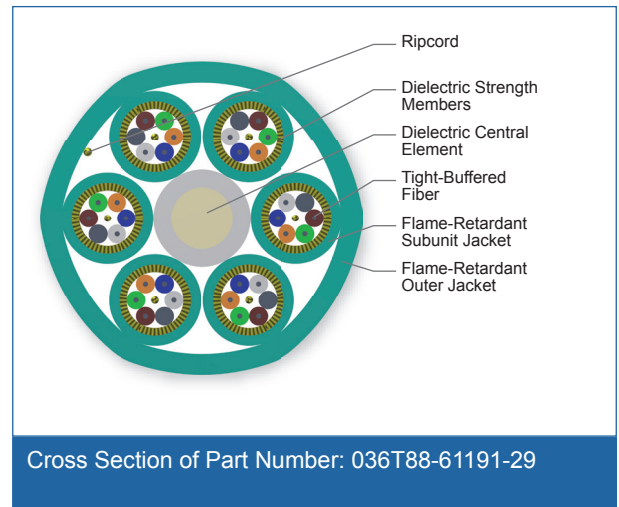 Ripcord
Dielectric Strength
Members
Dielectric Central
Element
Tight-Buffered
Fiber
Flame-Retardant
Subunit Jacket
Flame-Retardant
Outer Jacket
Cross Section of Part Number: 036T88-61191-29